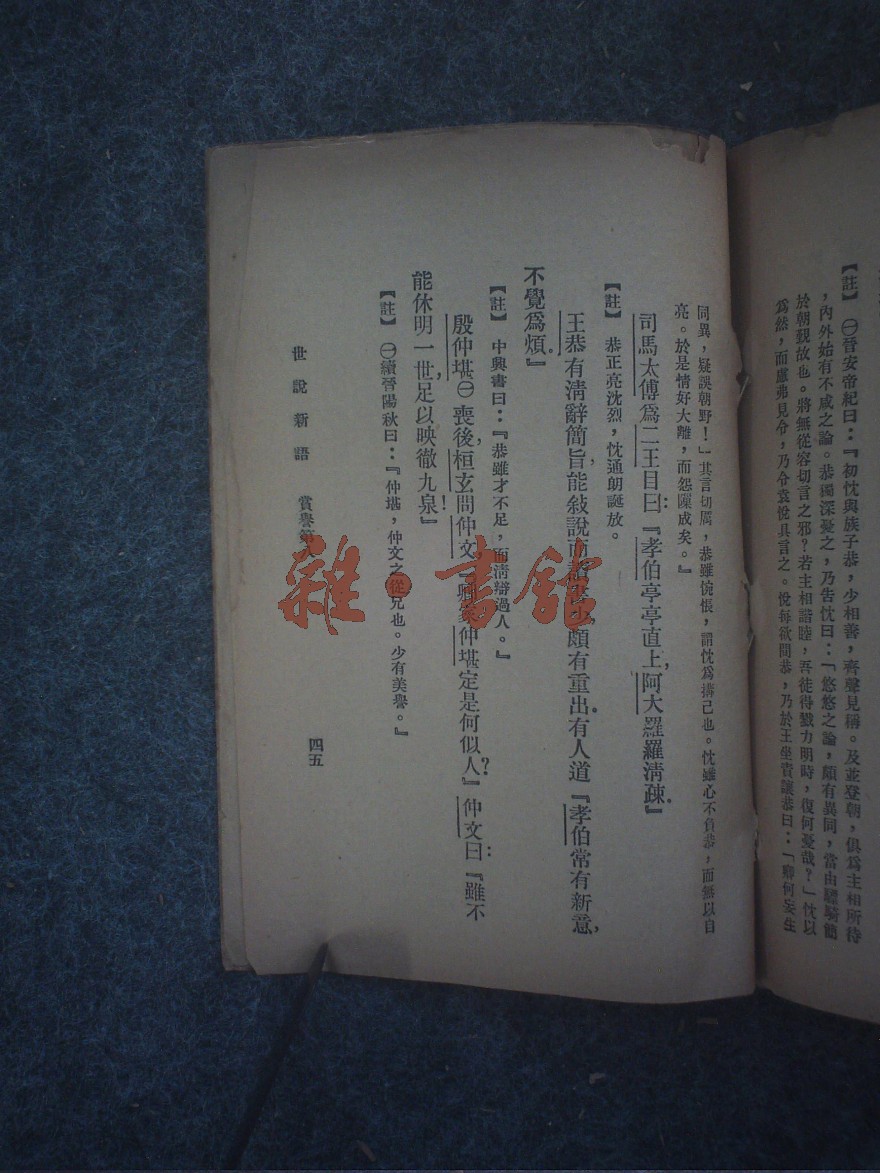 【註】 ㊀晉安帝紀曰：『初忱與族子恭，少相善，齊聲見稱。及並登朝，俱爲主相所待
，內外始有不咸之論。恭獨深憂之，乃告忱曰：「悠悠之論，頗有異同，當由驃騎簡
於朝覲故也。將無從容切言之邪？若主相諧睦，吾徒得戮力明時，復何憂哉？」忱以
爲然，而慮弗見令，乃令袁悅具言之。悅每欲間恭，乃於王坐責讓恭曰：「卿何妄生
同異，疑誤朝野！」其言切厲，恭雖惋悵，謂忱爲搆己也。忱雖心不負恭，而無以自
亮。於是情好大離，而怨隙成矣。』
司馬太傅爲二王目曰：『孝伯亭亭直上，阿大羅羅清疎。』
【註】 恭正亮沈烈，忱通朗誕放。
王恭有清辭簡旨，能敍說而讀書少，頗有重出。有人道『孝伯常有新意，
不覺爲煩。』
【註】 中興書曰：『恭雖才不足，而清辯過人。』
殷仲堪㊀喪後，桓玄問仲文，『卿家仲堪定是何似人？』仲文曰：『雖不
能休明一世，足以映徹九泉！』
【註】 ㊀續晉陽秋曰：『仲堪，仲文之從兄也。少有美譽。』
世說新語 賞譽第八
四五
雜·書館